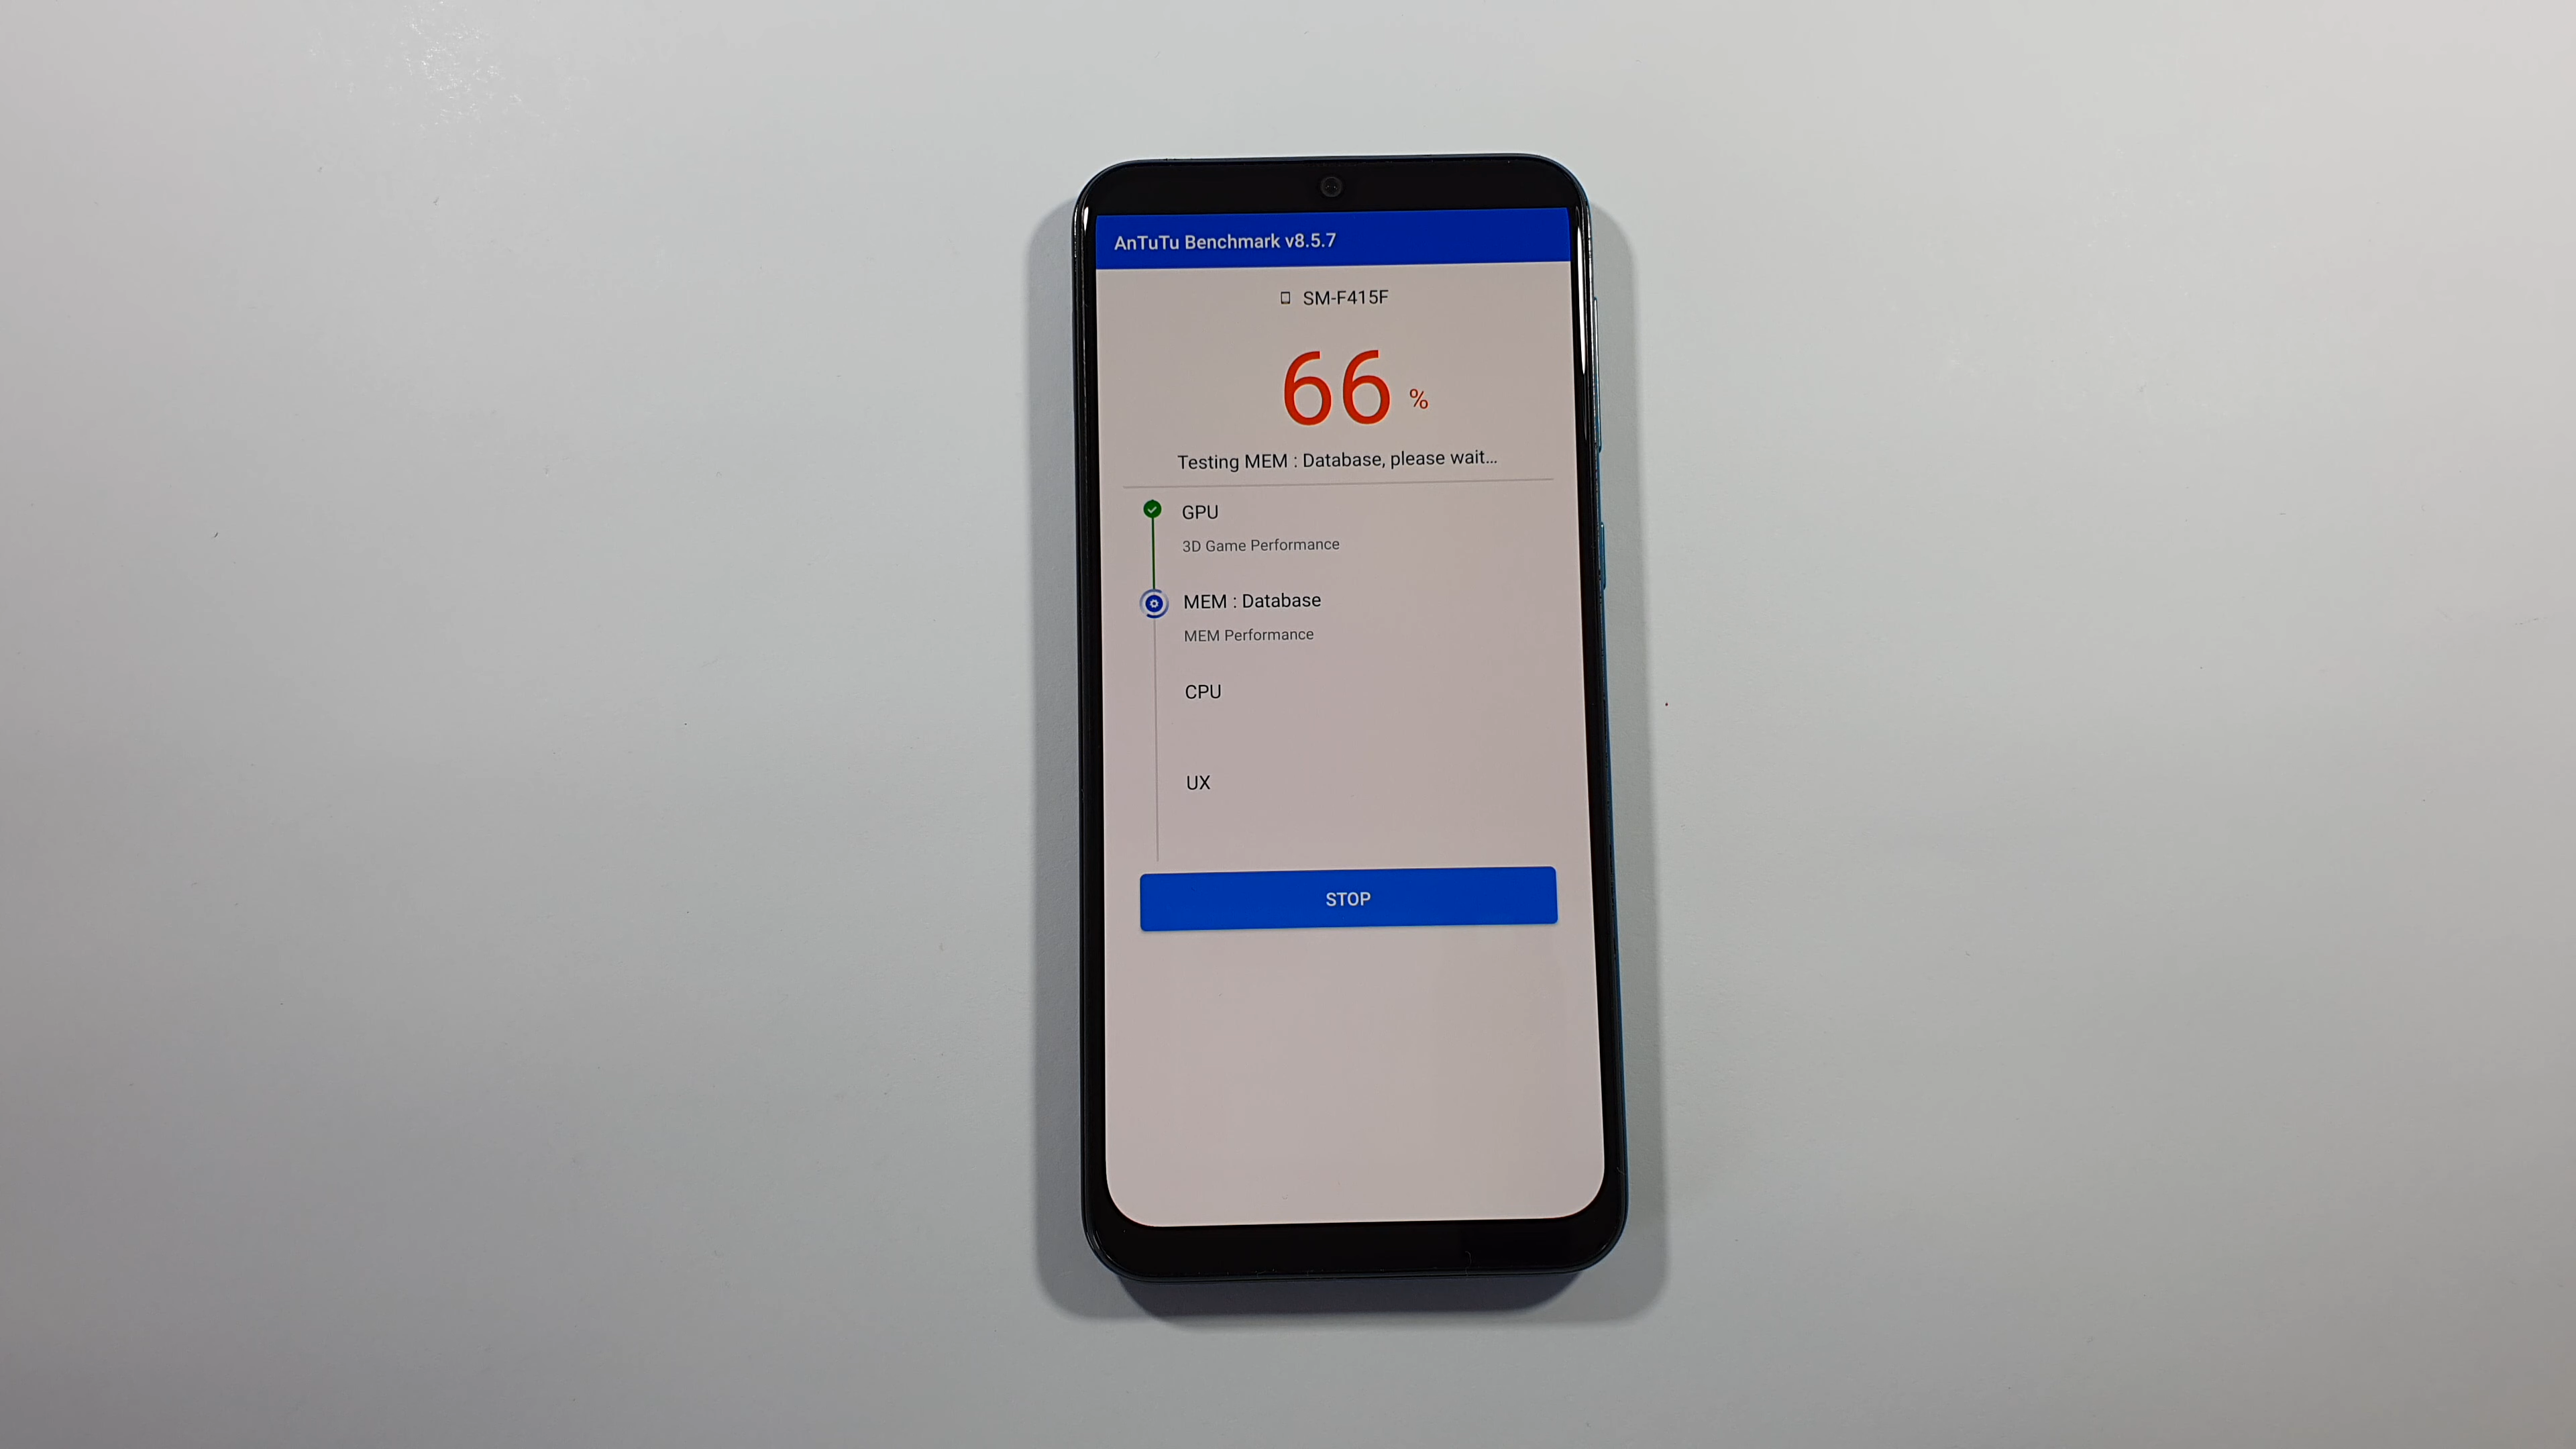 AnTuTu Benchmark v8.5.7
SM-F415F
66 %
Testing MEM : Database, please wait...
GPU
3D Game Performance
MEM : Database
MEM Performance
CPU
UX
STOP